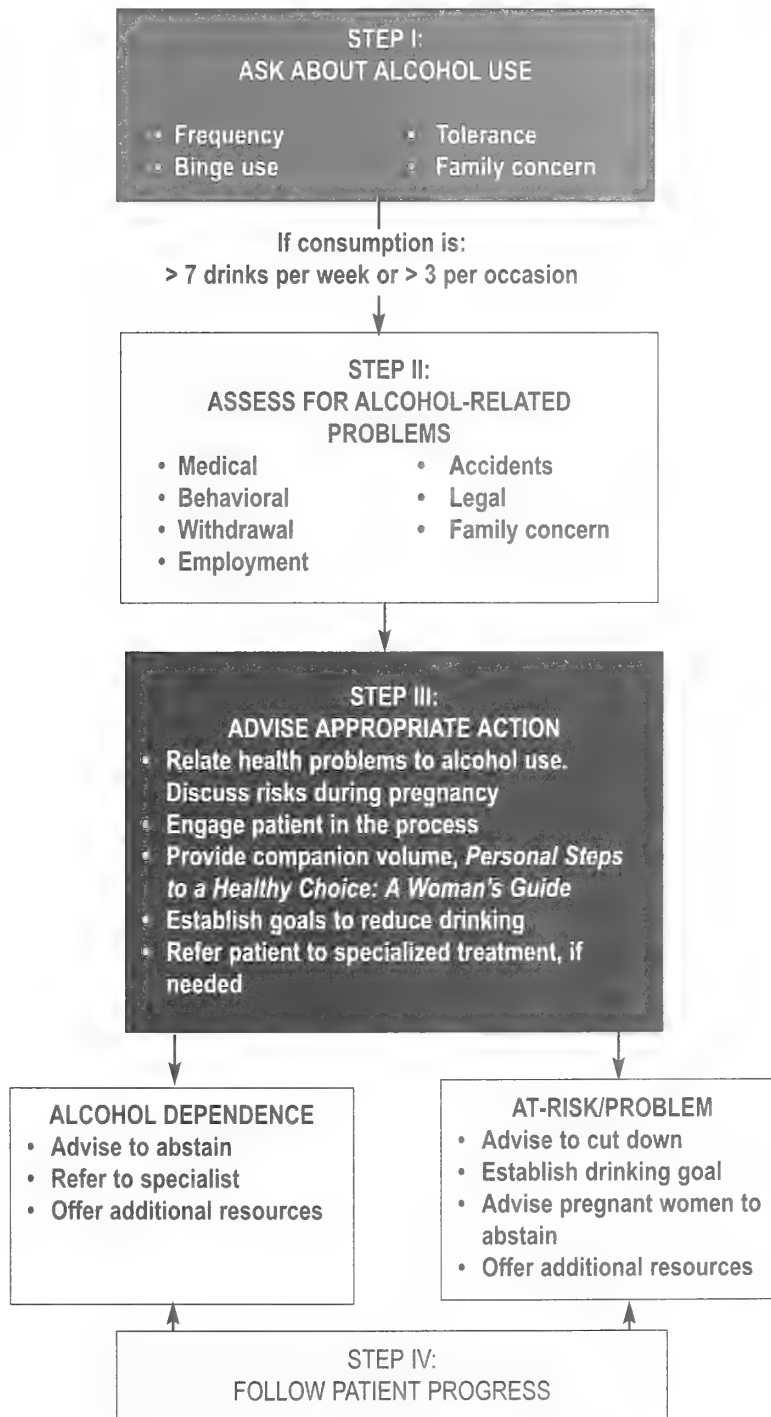 STEP I:
ASK ABOUT ALCOHOL USE
• Frequency
• Binge use
• Tolerance
• Family concern
If consumption is:
> 7 drinks per week or > 3 per occasion
STEP II:
ASSESS FOR ALCOHOL-RELATED
PROBLEMS
• Medical
• Behavioral
• Withdrawal
• Employment
• Accidents
• Legal
• Family concern
STEP III:
ADVISE APPROPRIATE ACTION
• Relate health problems to alcohol use.
Discuss risks during pregnancy
• Engage patient in the process
• Provide companion volume, Personal Steps
to a Healthy Choice: A Woman's Guide
• Establish goals to reduce drinking
• Refer patient to specialized treatment, if
needed
ALCOHOL DEPENDENCE
• Advise to abstain
• Refer to specialist
• Offer additional resources
AT-RISK/PROBLEM
• Advise to cut down
• Establish drinking goal
• Advise pregnant women to
abstain
• Offer additional resources
STEP IV:
FOLLOW PATIENT PROGRESS